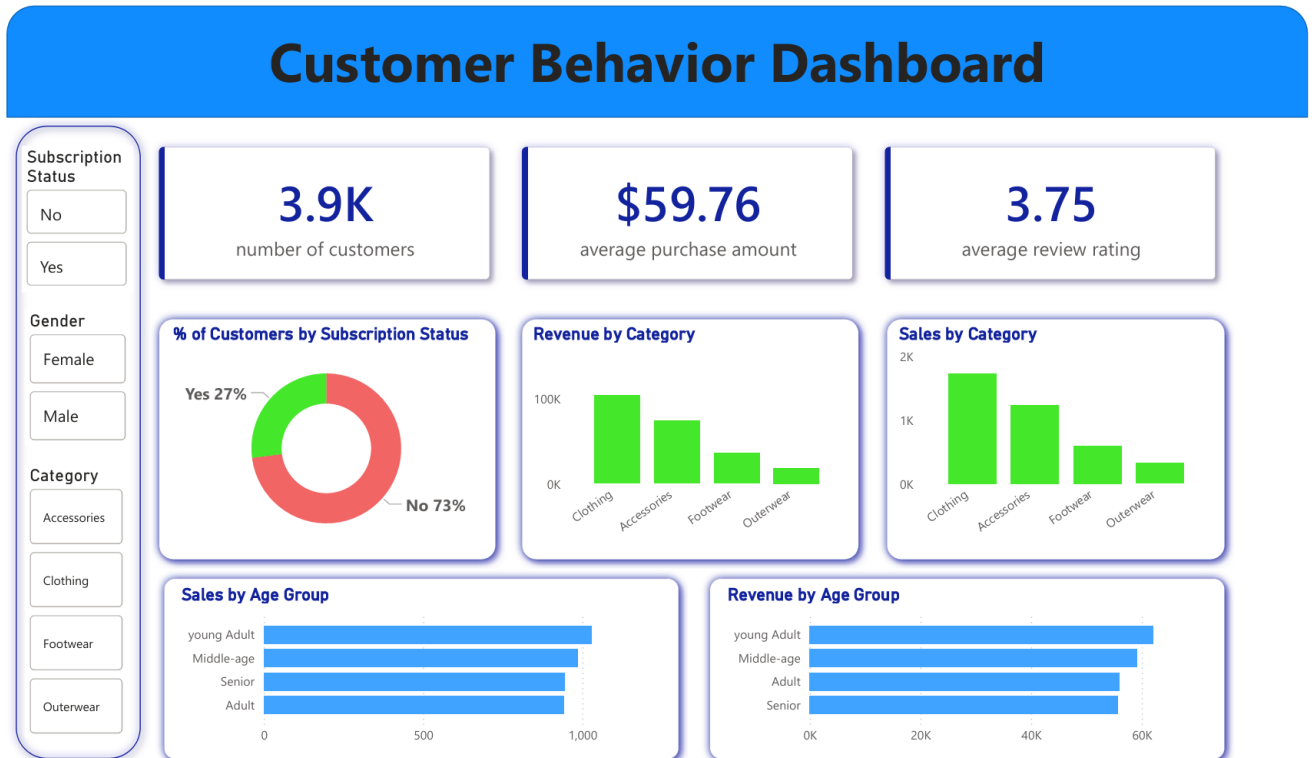 Customer Behavior Dashboard
Subscription
Status
No
Yes
Gender
Female
Male
Category
Accessories
Clothing
Footwear
Outerwear
3.9K
number of customers
$59.76
average purchase amount
3.75
average review rating
% of Customers by Subscription Status
Yes 27%
No 73%
Revenue by Category
100K
0K
Clothing
Accessories
Footwear
Outerwear
Sales by Category
2K
1K
0K
Clothing
Accessories
Footwear
Outerwear
Sales by Age Group
young Adult
Middle-age
Senior
Adult
0 500 1,000
Revenue by Age Group
young Adult
Middle-age
Adult
Senior
0K 20K 40K 60K